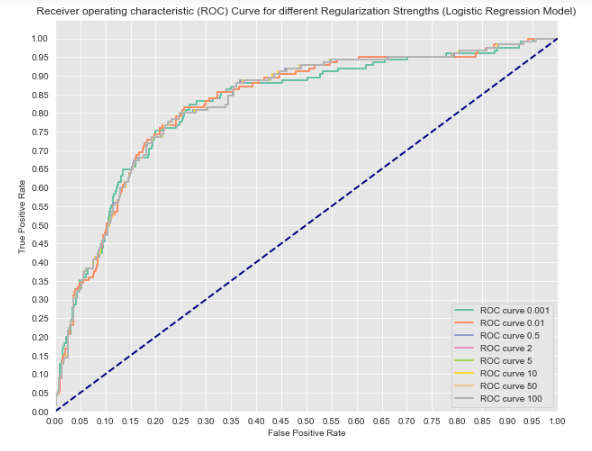 Receiver operating characteristic (ROC) Curve for different Regularization Strengths (Logistic Regression Model)
1.00
0.95
0.90
0.85
0.80
0.75
0.70
0.65
0.60
0.55
0.50
0.45
0.40
0.35
0.30
0.25
0.20
0.15
0.10
0.05
0.00
True Positive Rate
ROC curve 0.001
ROC curve 0.01
ROC curve 0.5
ROC curve 2
ROC curve 5
ROC curve 10
ROC curve 50
ROC curve 100
0.00 0.05 0.10 0.15 0.20 0.25 0.30 0.35 0.40 0.45 0.50 0.55 0.60 0.65 0.70 0.75 0.80 0.85 0.90 0.95 1.00
False Positive Rate